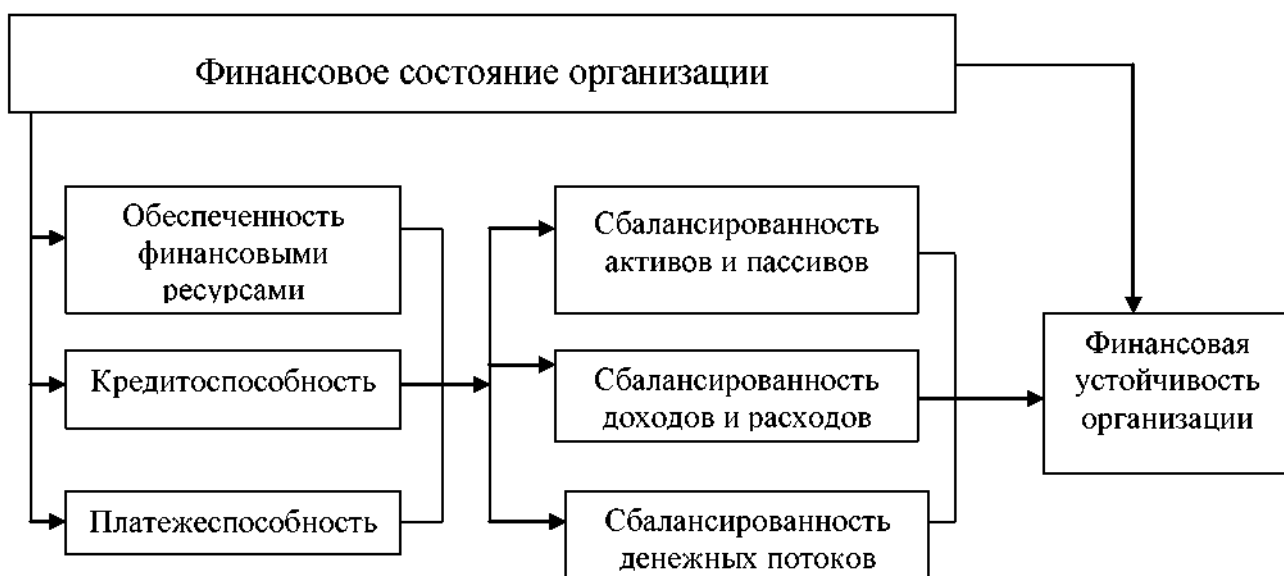 Финансовое состояние организации
Обеспеченность
финансовыми
ресурсами
Кредитоспособность
Платежеспособность
Сбалансированность
активов и пассивов
Сбалансированность
доходов и расходов
Сбалансированность
денежных потоков
Финансовая
устойчивость
организации